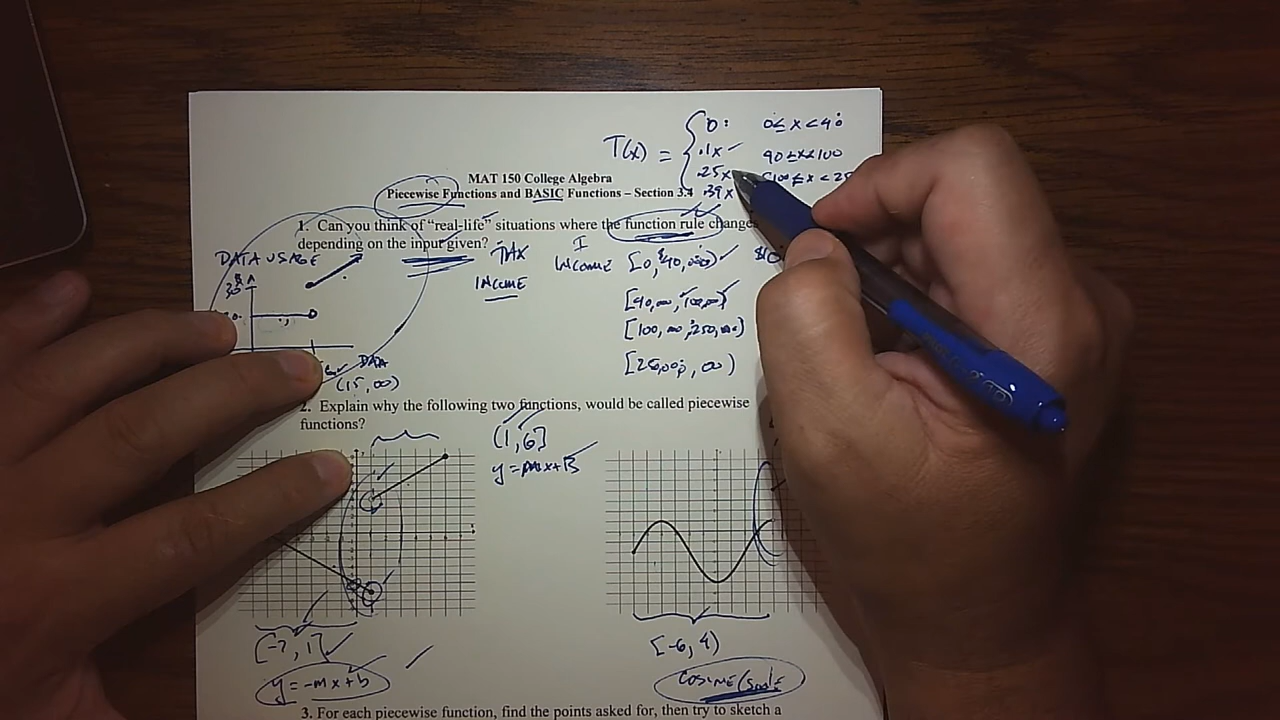 T(x) = { 0: 0 ≤ x < 40
.1x 40 ≤ x < 100
.25x 100 ≤ x < 25
.39x
MAT 150 College Algebra
Piecewise Functions and BASIC Functions – Section 3.4
1. Can you think of "real-life" situations where the function rule changes
depending on the input given?
TAX
INCOME
INCOME [0, $40,000)
[40,000, 100,000)
[100,000, 250,000)
[250,000, ∞)
DATA USAGE
30
DATA
(15, ∞)
2. Explain why the following two functions, would be called piecewise
functions?
(1, 6]
y = mx + B
[-7, 1]
y = -mx + b
[-6, 4)
COSINE/
3. For each piecewise function, find the points asked for, then try to sketch a